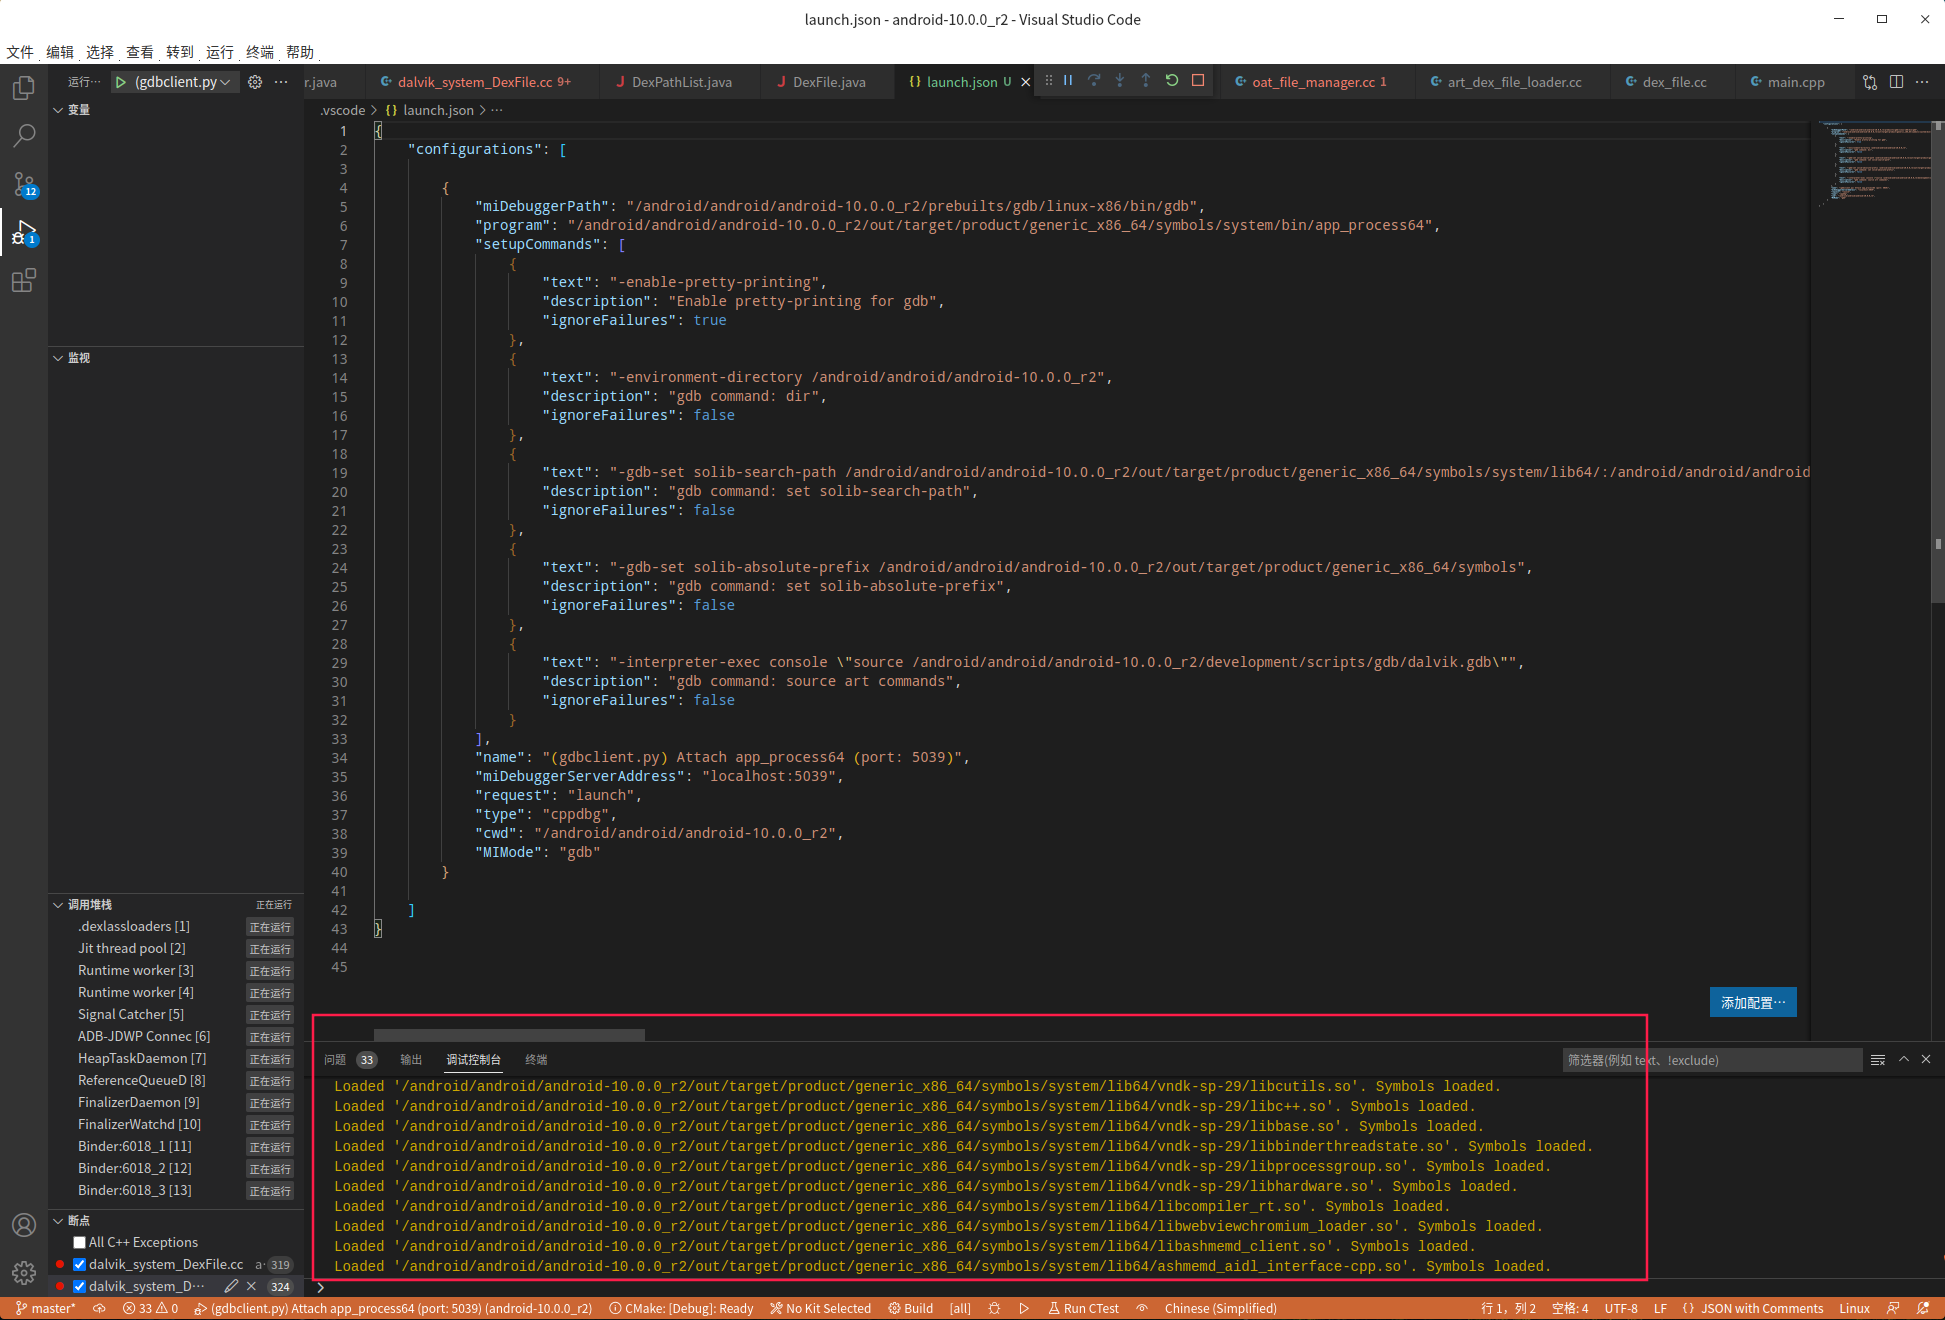 launch.json - android-10.0.0_r2 - Visual Studio Code
文件 编辑 选择 查看 转到 运行 终端 帮助
运行··· (gdbclient.py ···
r.java dalvik_system_DexFile.cc 9+ DexPathList.java DexFile.java launch.json U oat_file_manager.cc 1 art_dex_file_loader.cc dex_file.cc main.cpp ···
.vscode > {} launch.json > ···
变量
12
1
监视
1 {
2 "configurations": [
3
4 {
5 "miDebuggerPath": "/android/android/android-10.0.0_r2/prebuilts/gdb/linux-x86/bin/gdb",
6 "program": "/android/android/android-10.0.0_r2/out/target/product/generic_x86_64/symbols/system/bin/app_process64",
7 "setupCommands": [
8 {
9 "text": "-enable-pretty-printing",
10 "description": "Enable pretty-printing for gdb",
11 "ignoreFailures": true
12 },
13 {
14 "text": "-environment-directory /android/android/android-10.0.0_r2",
15 "description": "gdb command: dir",
16 "ignoreFailures": false
17 },
18 {
19 "text": "-gdb-set solib-search-path /android/android/android-10.0.0_r2/out/target/product/generic_x86_64/symbols/system/lib64/:/android/android/android
20 "description": "gdb command: set solib-search-path",
21 "ignoreFailures": false
22 },
23 {
24 "text": "-gdb-set solib-absolute-prefix /android/android/android-10.0.0_r2/out/target/product/generic_x86_64/symbols",
25 "description": "gdb command: set solib-absolute-prefix",
26 "ignoreFailures": false
27 },
28 {
29 "text": "-interpreter-exec console \"source /android/android/android-10.0.0_r2/development/scripts/gdb/dalvik.gdb\"",
30 "description": "gdb command: source art commands",
31 "ignoreFailures": false
32 }
33 ],
34 "name": "(gdbclient.py) Attach app_process64 (port: 5039)",
35 "miDebuggerServerAddress": "localhost:5039",
36 "request": "launch",
37 "type": "cppdbg",
38 "cwd": "/android/android/android-10.0.0_r2",
39 "MIMode": "gdb"
40 }
41
42 ]
43 }
44
45
添加配置···
调用堆栈 正在运行
.dexlassloaders [1] 正在运行
Jit thread pool [2] 正在运行
Runtime worker [3] 正在运行
Runtime worker [4] 正在运行
Signal Catcher [5] 正在运行
ADB-JDWP Connec [6] 正在运行
HeapTaskDaemon [7] 正在运行
ReferenceQueueD [8] 正在运行
FinalizerDaemon [9] 正在运行
FinalizerWatchd [10] 正在运行
Binder:6018_1 [11] 正在运行
Binder:6018_2 [12] 正在运行
Binder:6018_3 [13] 正在运行
断点
All C++ Exceptions
dalvik_system_DexFile.cc a· 319
dalvik_system_D··· 324
问题 33 输出 调试控制台 终端 筛选器(例如 text、!exclude)
Loaded '/android/android/android-10.0.0_r2/out/target/product/generic_x86_64/symbols/system/lib64/vndk-sp-29/libcutils.so'. Symbols loaded.
Loaded '/android/android/android-10.0.0_r2/out/target/product/generic_x86_64/symbols/system/lib64/vndk-sp-29/libc++.so'. Symbols loaded.
Loaded '/android/android/android-10.0.0_r2/out/target/product/generic_x86_64/symbols/system/lib64/vndk-sp-29/libbase.so'. Symbols loaded.
Loaded '/android/android/android-10.0.0_r2/out/target/product/generic_x86_64/symbols/system/lib64/vndk-sp-29/libbinderthreadstate.so'. Symbols loaded.
Loaded '/android/android/android-10.0.0_r2/out/target/product/generic_x86_64/symbols/system/lib64/vndk-sp-29/libprocessgroup.so'. Symbols loaded.
Loaded '/android/android/android-10.0.0_r2/out/target/product/generic_x86_64/symbols/system/lib64/vndk-sp-29/libhardware.so'. Symbols loaded.
Loaded '/android/android/android-10.0.0_r2/out/target/product/generic_x86_64/symbols/system/lib64/libcompiler_rt.so'. Symbols loaded.
Loaded '/android/android/android-10.0.0_r2/out/target/product/generic_x86_64/symbols/system/lib64/libwebviewchromium_loader.so'. Symbols loaded.
Loaded '/android/android/android-10.0.0_r2/out/target/product/generic_x86_64/symbols/system/lib64/libashmemd_client.so'. Symbols loaded.
Loaded '/android/android/android-10.0.0_r2/out/target/product/generic_x86_64/symbols/system/lib64/ashmemd_aidl_interface-cpp.so'. Symbols loaded.
>
master* 33 0 (gdbclient.py) Attach app_process64 (port: 5039) (android-10.0.0_r2) CMake: [Debug]: Ready No Kit Selected Build [all] Run CTest Chinese (Simplified) 行 1，列 2 空格: 4 UTF-8 LF {} JSON with Comments Linux